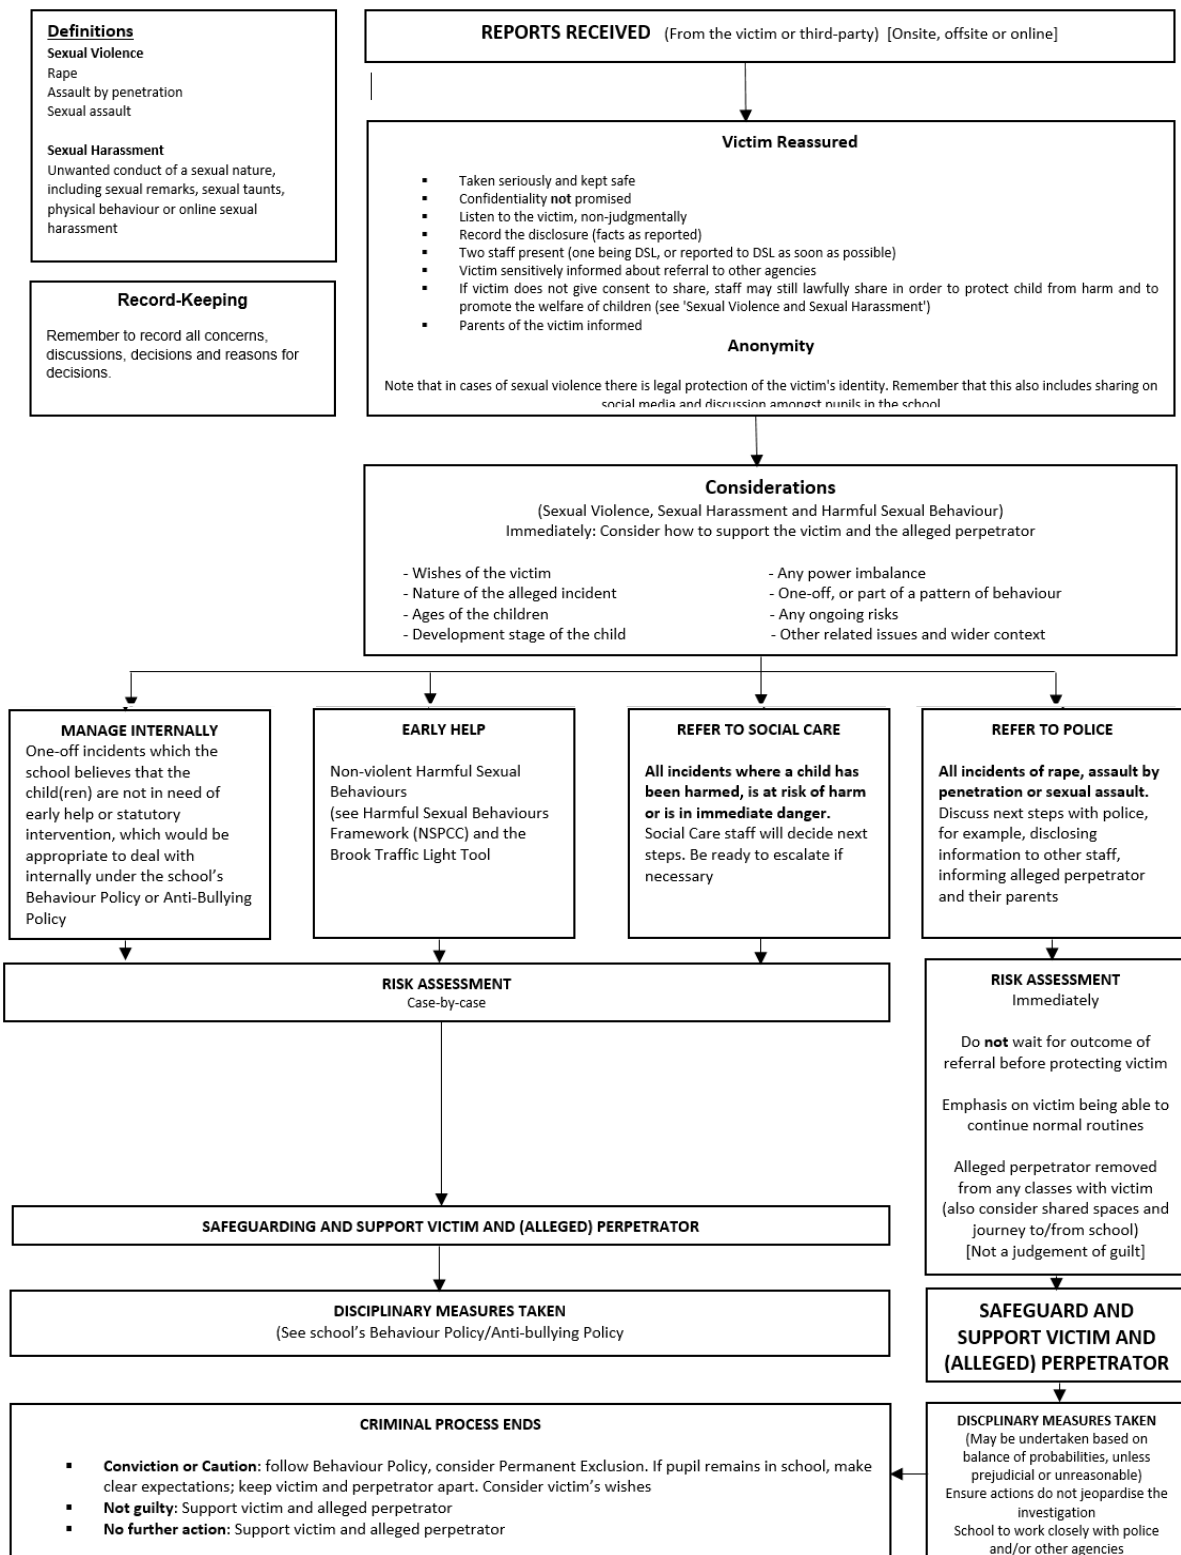 Definitions
Sexual Violence
Rape
Assault by penetration
Sexual assault
Sexual Harassment
Unwanted conduct of a sexual nature,
including sexual remarks, sexual taunts,
physical behaviour or online sexual
harassment
Record-Keeping
Remember to record all concerns,
discussions, decisions and reasons for
decisions.
REPORTS RECEIVED (From the victim or third-party) [Onsite, offsite or online]
Victim Reassured
▪ Taken seriously and kept safe
▪ Confidentiality not promised
▪ Listen to the victim, non-judgmentally
▪ Record the disclosure (facts as reported)
▪ Two staff present (one being DSL, or reported to DSL as soon as possible)
▪ Victim sensitively informed about referral to other agencies
▪ If victim does not give consent to share, staff may still lawfully share in order to protect child from harm and to
promote the welfare of children (see 'Sexual Violence and Sexual Harassment')
▪ Parents of the victim informed
Anonymity
Note that in cases of sexual violence there is legal protection of the victim's identity. Remember that this also includes sharing on
social media and discussion amongst pupils in the school
Considerations
(Sexual Violence, Sexual Harassment and Harmful Sexual Behaviour)
Immediately: Consider how to support the victim and the alleged perpetrator
- Wishes of the victim
- Nature of the alleged incident
- Ages of the children
- Development stage of the child
- Any power imbalance
- One-off, or part of a pattern of behaviour
- Any ongoing risks
- Other related issues and wider context
MANAGE INTERNALLY
One-off incidents which the
school believes that the
child(ren) are not in need of
early help or statutory
intervention, which would be
appropriate to deal with
internally under the school's
Behaviour Policy or Anti-Bullying
Policy
EARLY HELP
Non-violent Harmful Sexual
Behaviours
(see Harmful Sexual Behaviours
Framework (NSPCC) and the
Brook Traffic Light Tool
REFER TO SOCIAL CARE
All incidents where a child has
been harmed, is at risk of harm
or is in immediate danger.
Social Care staff will decide next
steps. Be ready to escalate if
necessary
REFER TO POLICE
All incidents of rape, assault by
penetration or sexual assault.
Discuss next steps with police,
for example, disclosing
information to other staff,
informing alleged perpetrator
and their parents
RISK ASSESSMENT
Case-by-case
SAFEGUARDING AND SUPPORT VICTIM AND (ALLEGED) PERPETRATOR
DISCIPLINARY MEASURES TAKEN
(See school's Behaviour Policy/Anti-bullying Policy
RISK ASSESSMENT
Immediately
Do not wait for outcome of
referral before protecting victim
Emphasis on victim being able to
continue normal routines
Alleged perpetrator removed
from any classes with victim
(also consider shared spaces and
journey to/from school)
[Not a judgement of guilt]
SAFEGUARD AND
SUPPORT VICTIM AND
(ALLEGED) PERPETRATOR
DISCPLINARY MEASURES TAKEN
(May be undertaken based on
balance of probabilities, unless
prejudicial or unreasonable)
Ensure actions do not jeopardise the
investigation
School to work closely with police
and/or other agencies
CRIMINAL PROCESS ENDS
▪ Conviction or Caution: follow Behaviour Policy, consider Permanent Exclusion. If pupil remains in school, make
clear expectations; keep victim and perpetrator apart. Consider victim's wishes
▪ Not guilty: Support victim and alleged perpetrator
▪ No further action: Support victim and alleged perpetrator